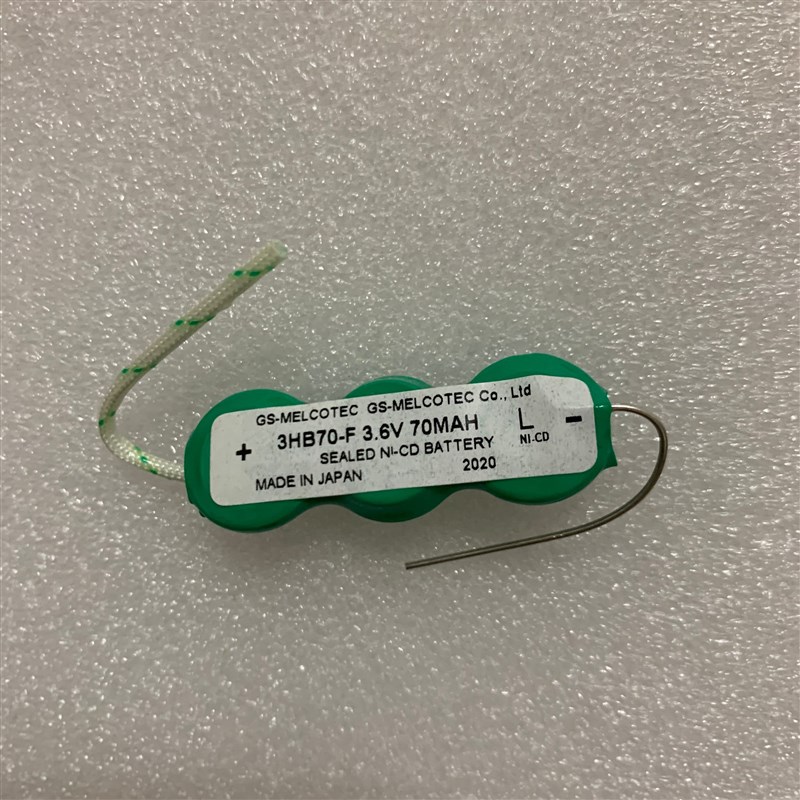 GS-MELCOTEC GS-MELCOTEC Co., Ltd
+ 3HB70-F 3.6V 70MAH L -
SEALED NI-CD BATTERY NI-CD
MADE IN JAPAN 2020